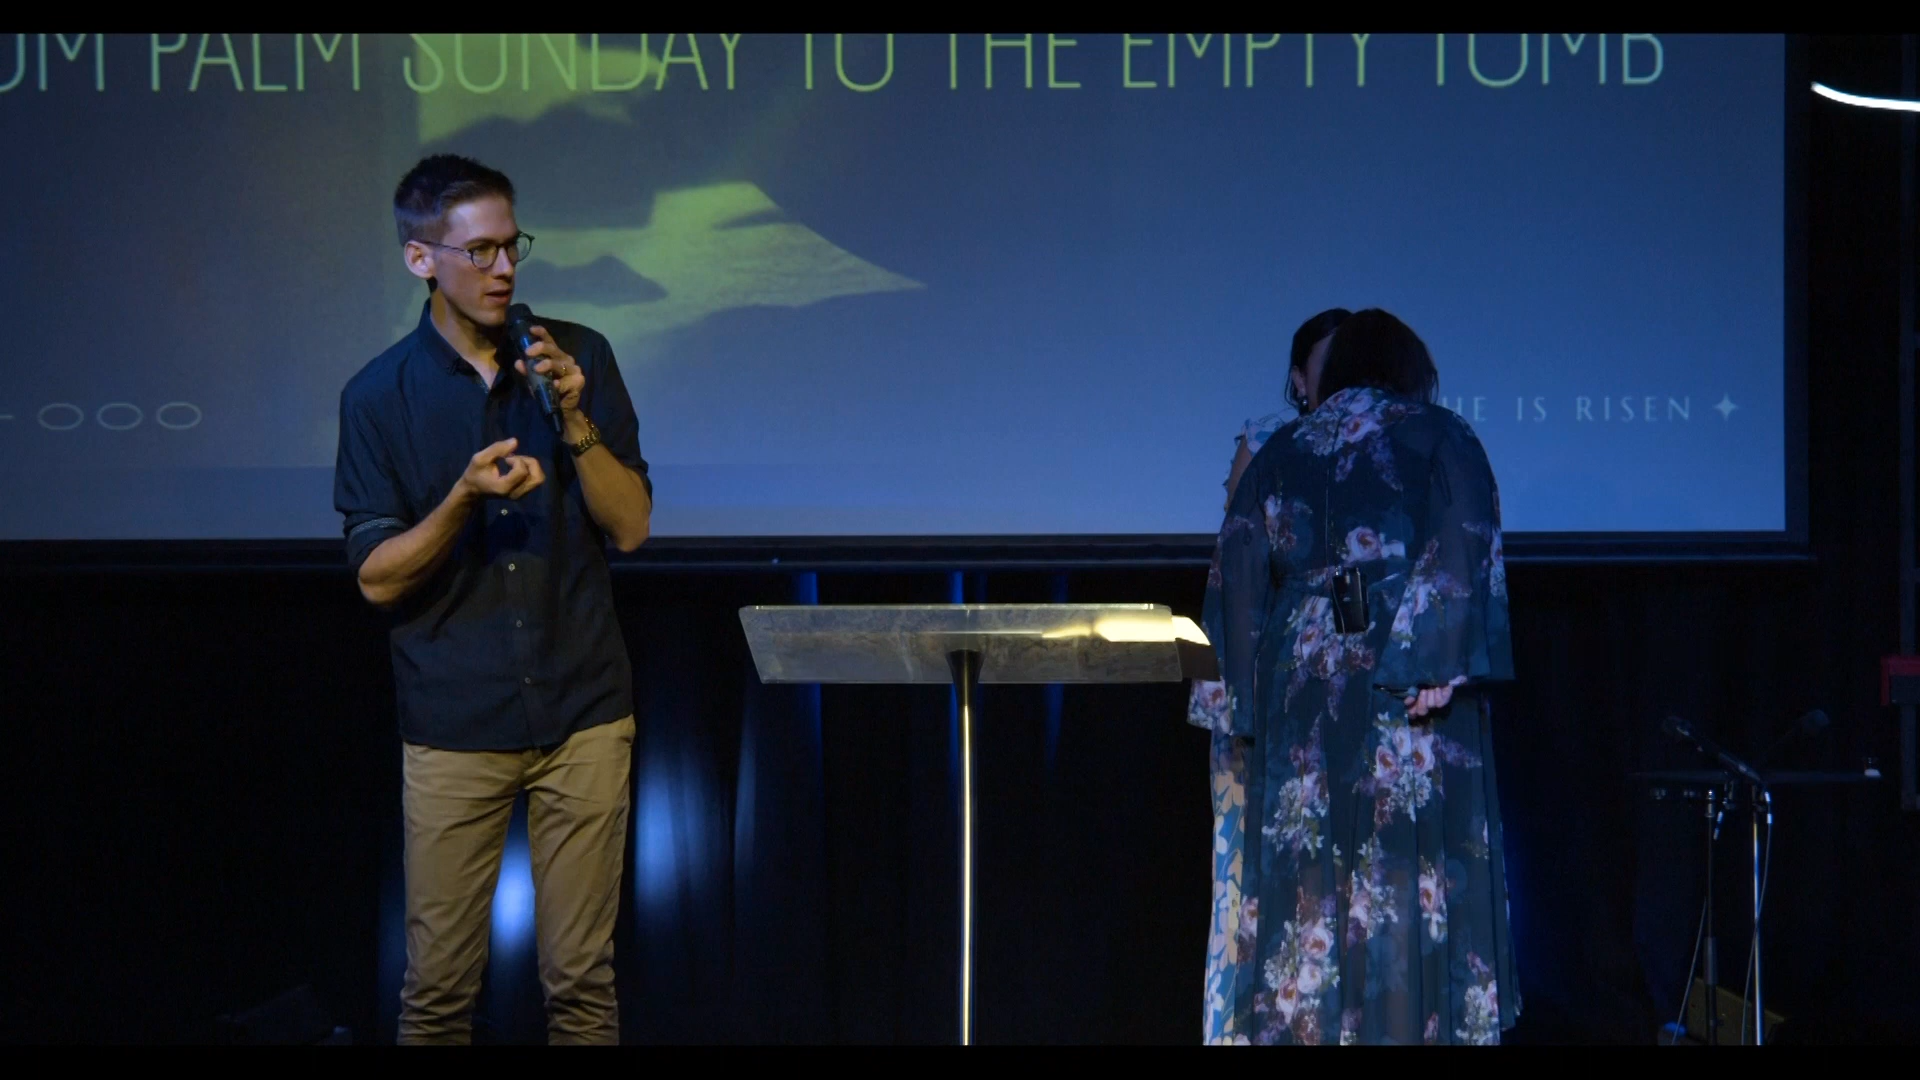 OM PALM SUNDAY TO THE EMPTY TOMB
HE IS RISEN